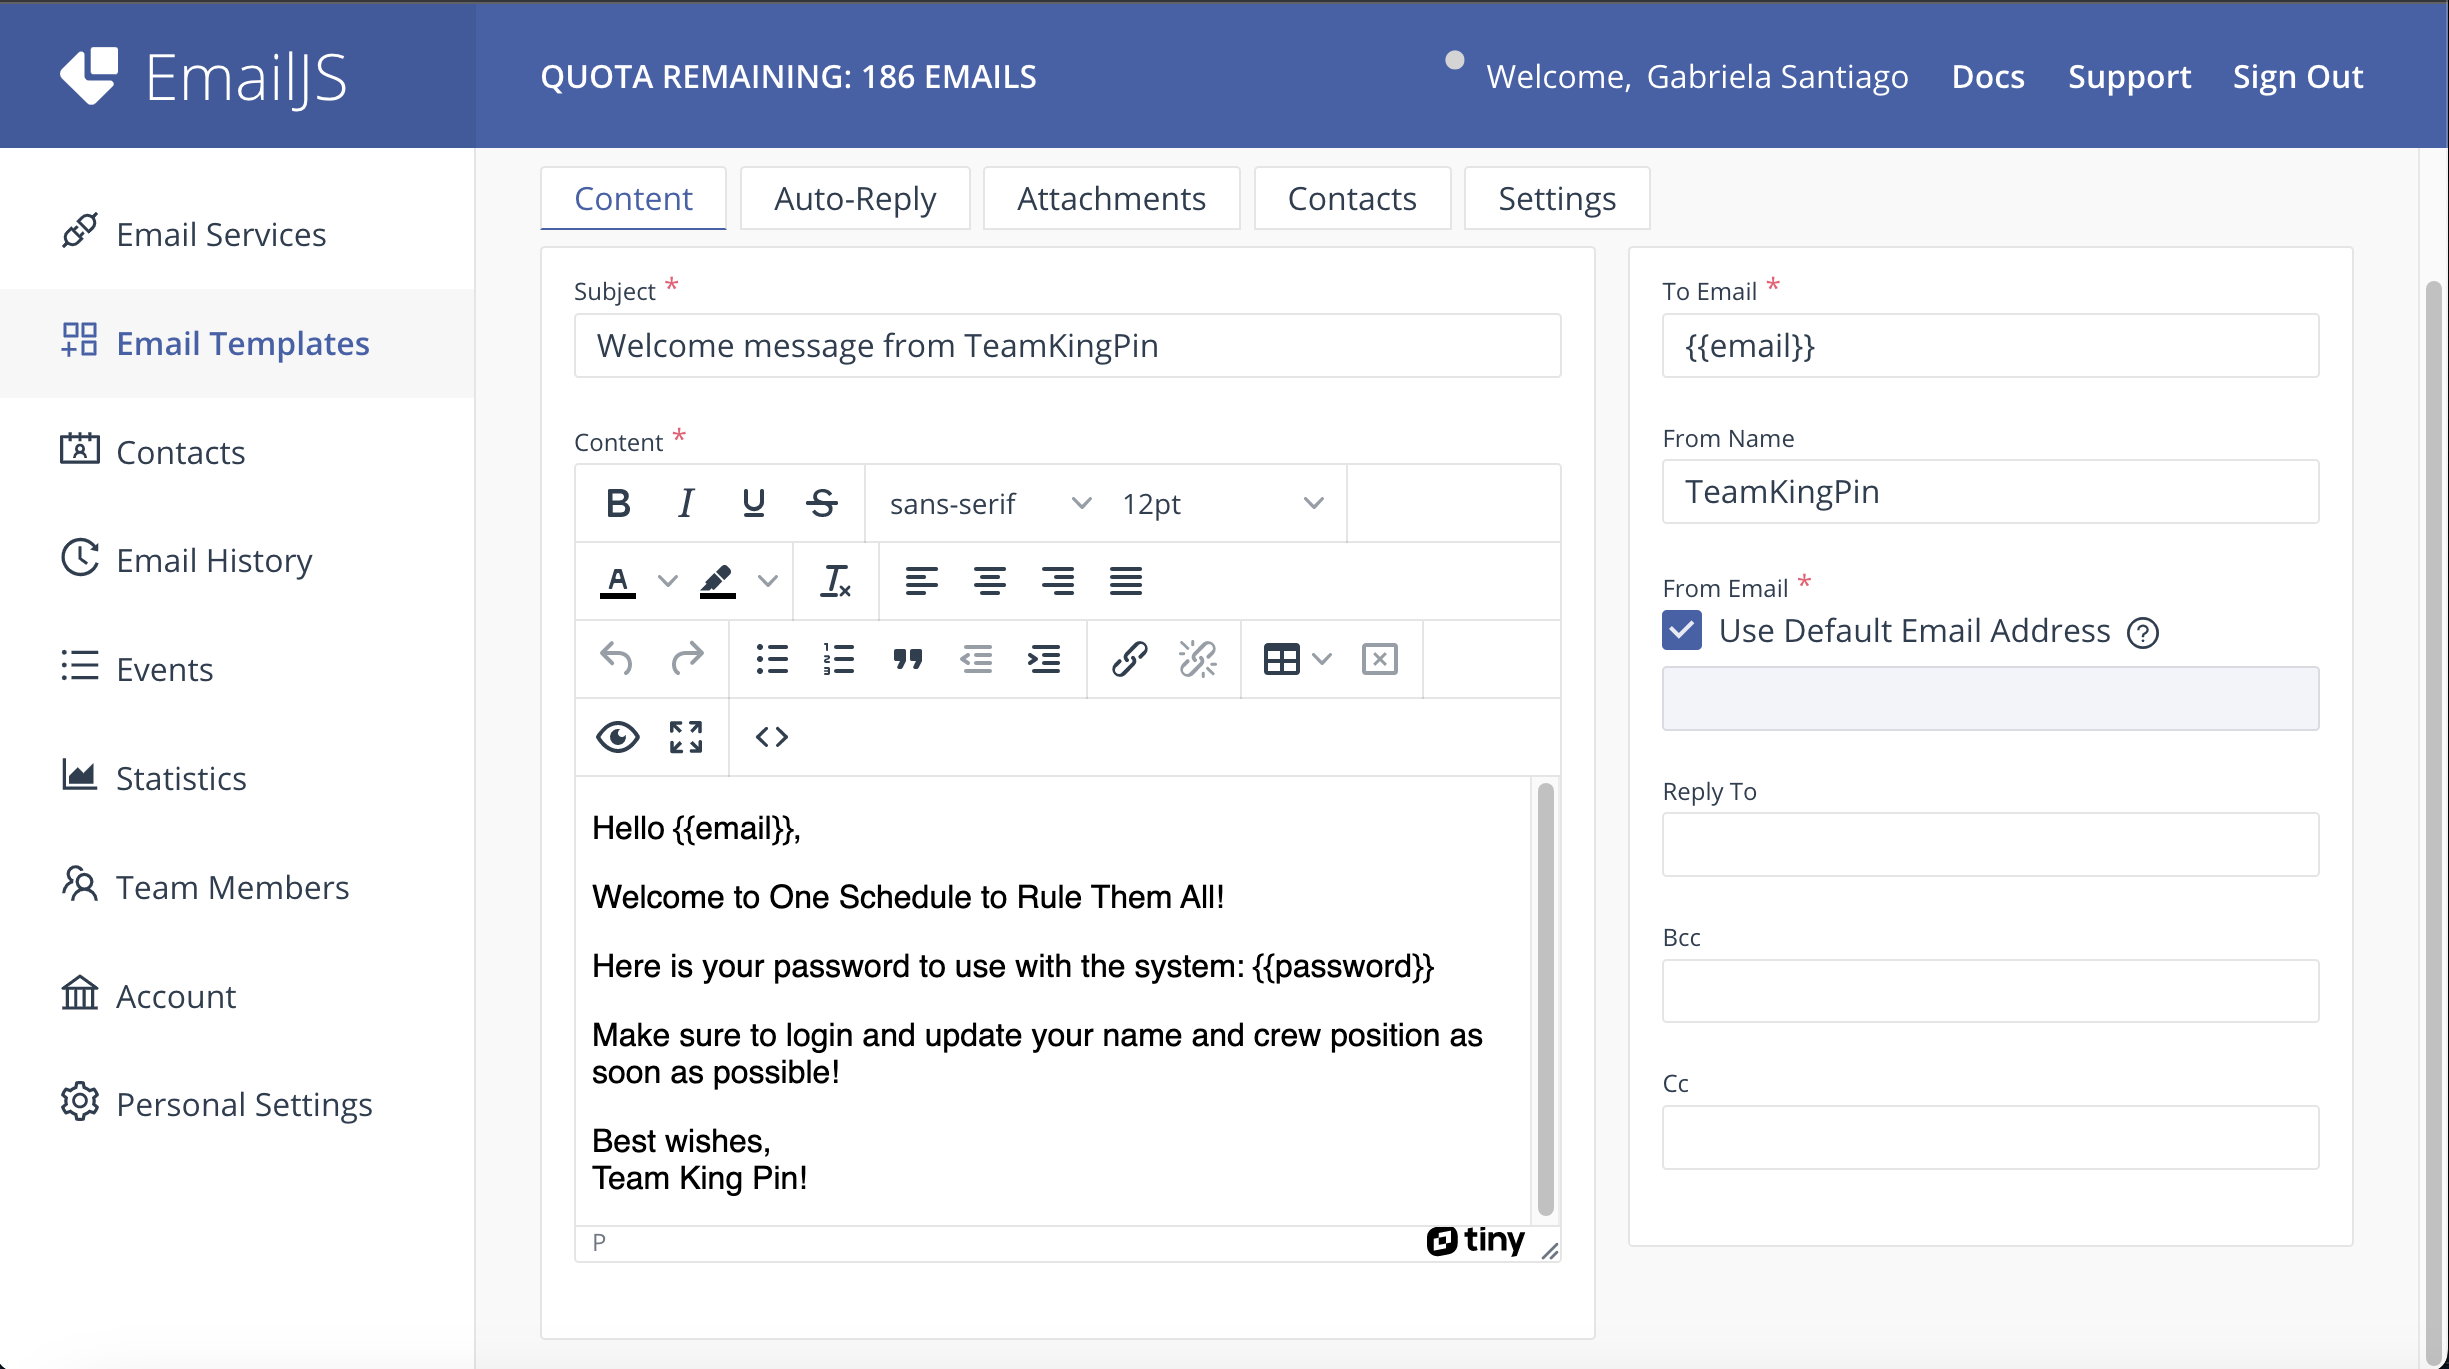 EmailJS
QUOTA REMAINING: 186 EMAILS
Welcome, Gabriela Santiago
Docs
Support
Sign Out
Email Services
Email Templates
Contacts
Email History
Events
Statistics
Team Members
Account
Personal Settings
Content
Auto-Reply
Attachments
Contacts
Settings
Subject *
Welcome message from TeamKingPin
Content *
B I U S sans-serif 12pt
Hello {{email}},
Welcome to One Schedule to Rule Them All!
Here is your password to use with the system: {{password}}
Make sure to login and update your name and crew position as
soon as possible!
Best wishes,
Team King Pin!
P
tiny
To Email *
{{email}}
From Name
TeamKingPin
From Email *
Use Default Email Address ?
Reply To
Bcc
Cc